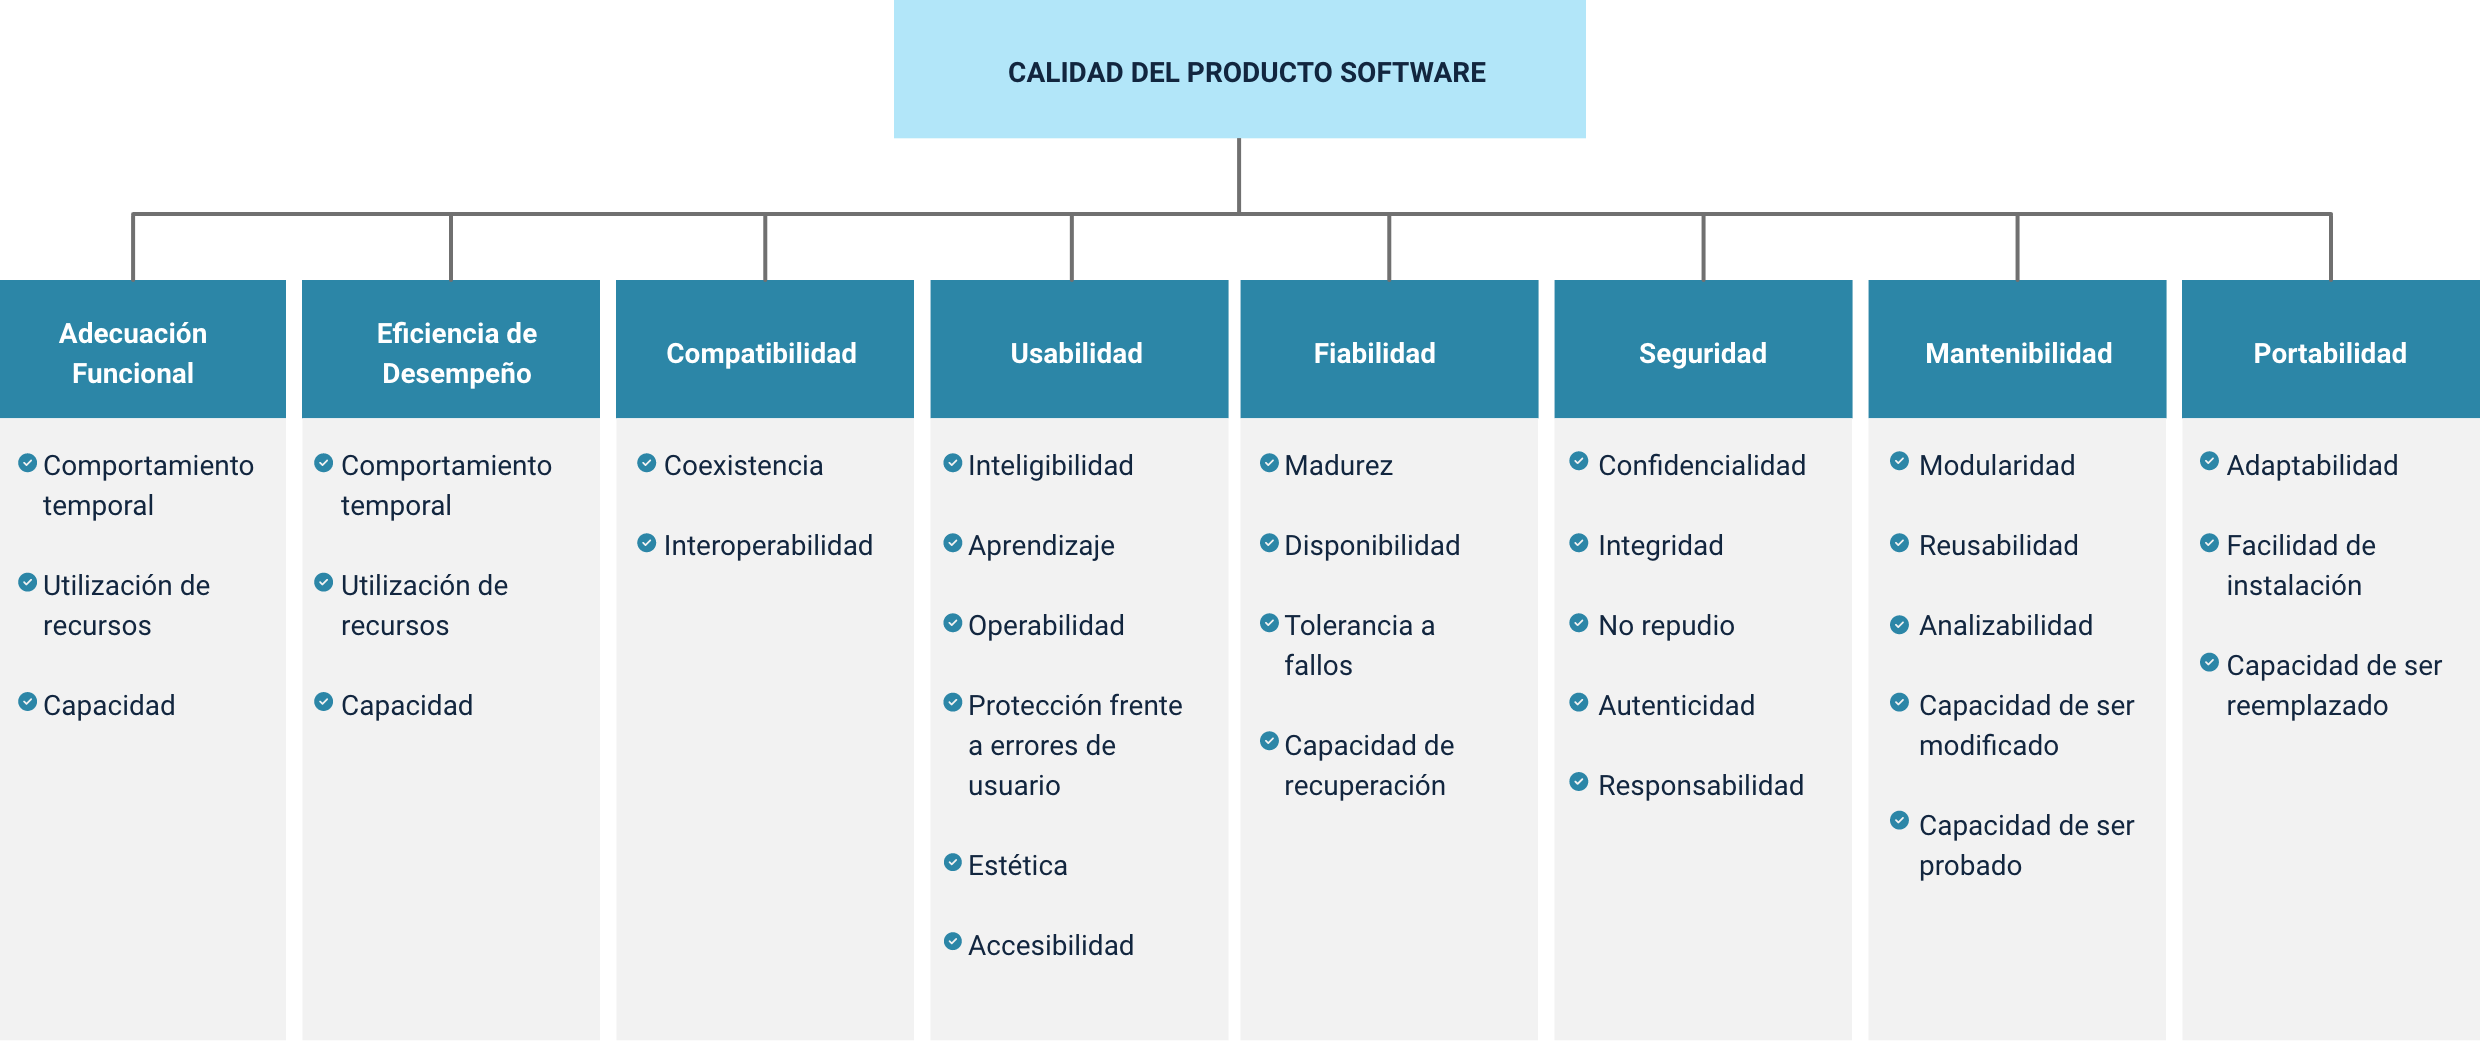 CALIDAD DEL PRODUCTO SOFTWARE
Adecuación
Funcional
Comportamiento
temporal
Utilización de
recursos
Capacidad
Eficiencia de
Desempeño
Comportamiento
temporal
Utilización de
recursos
Capacidad
Compatibilidad
Coexistencia
Interoperabilidad
Usabilidad
Inteligibilidad
Aprendizaje
Operabilidad
Protección frente
a errores de
usuario
Estética
Accesibilidad
Fiabilidad
Madurez
Disponibilidad
Tolerancia a
fallos
Capacidad de
recuperación
Seguridad
Confidencialidad
Integridad
No repudio
Autenticidad
Responsabilidad
Mantenibilidad
Modularidad
Reusabilidad
Analizabilidad
Capacidad de ser
modificado
Capacidad de ser
probado
Portabilidad
Adaptabilidad
Facilidad de
instalación
Capacidad de ser
reemplazado